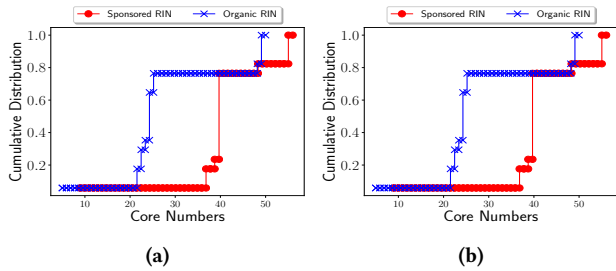 Sponsored RIN Organic RIN
1.0
0.8
0.6
0.4
0.2
Cumulative Distribution
10 20 30 40 50
Core Numbers
(a)
Sponsored RIN Organic RIN
1.0
0.8
0.6
0.4
0.2
Cumulative Distribution
10 20 30 40 50
Core Numbers
(b)